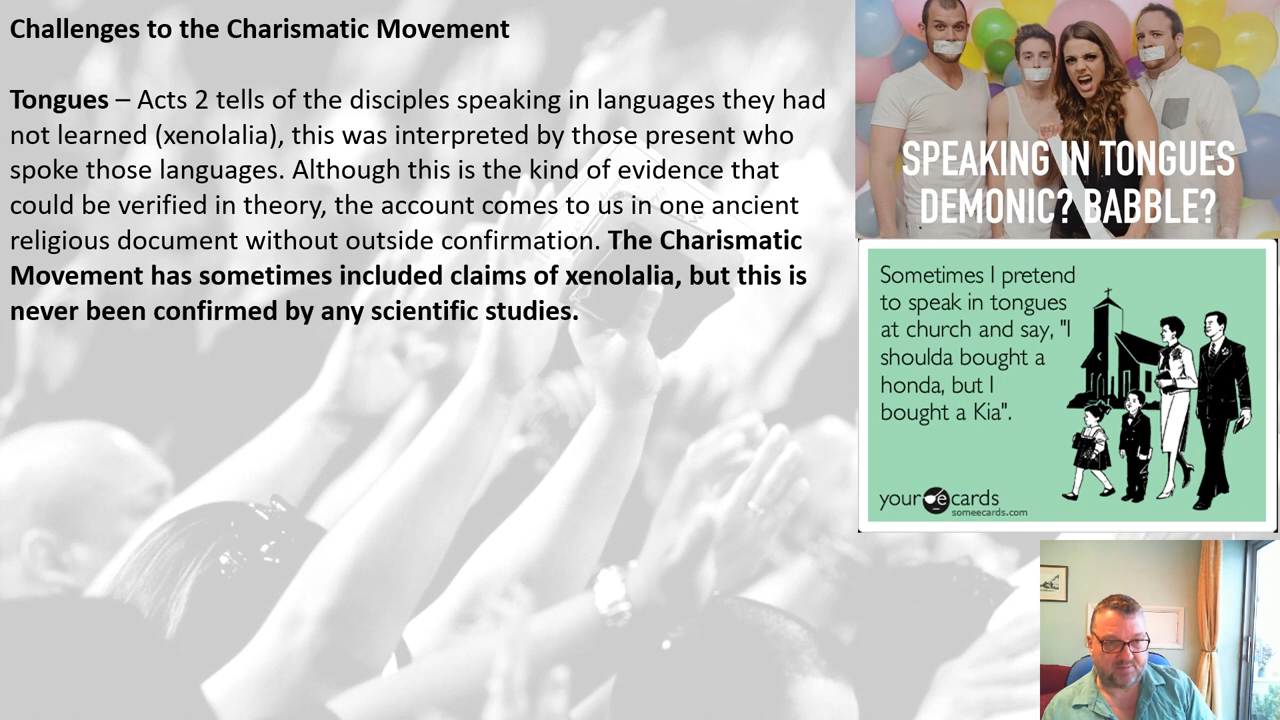 Challenges to the Charismatic Movement
Tongues – Acts 2 tells of the disciples speaking in languages they had
not learned (xenolalia), this was interpreted by those present who
spoke those languages. Although this is the kind of evidence that
could be verified in theory, the account comes to us in one ancient
religious document without outside confirmation. The Charismatic
Movement has sometimes included claims of xenolalia, but this is
never been confirmed by any scientific studies.
SPEAKING IN TONGUES
DEMONIC? BABBLE?
Sometimes I pretend
to speak in tongues
at church and say, "I
shoulda bought a
honda, but I
bought a Kia".
your e cards
someecards.com